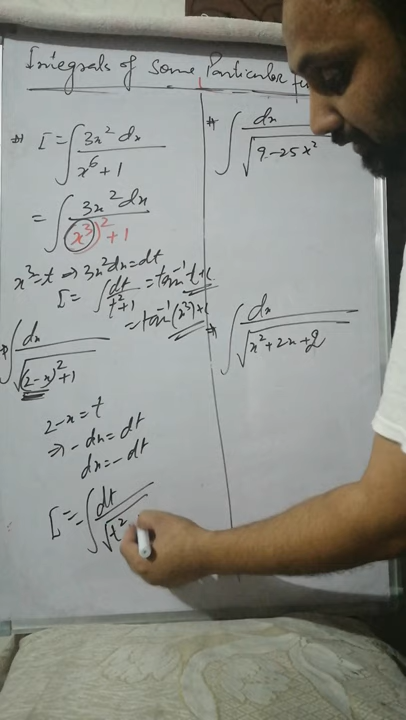 Integrals of Some Particular
I = ∫ 3x² dx / x⁶ + 1
= ∫ 3x² dx / (x³)² + 1
x³ = t ⇒ 3x² dx = dt
I = ∫ dt / t² + 1 = tan⁻¹ t + c
= tan⁻¹ (x³) + c
∫ dx / √(2-x)² + 1
2-x = t
⇒ -dx = dt
dx = -dt
I = -∫ dt / √t²
∫ dx / √9-25x²
∫ dx / √x² + 2x + 2